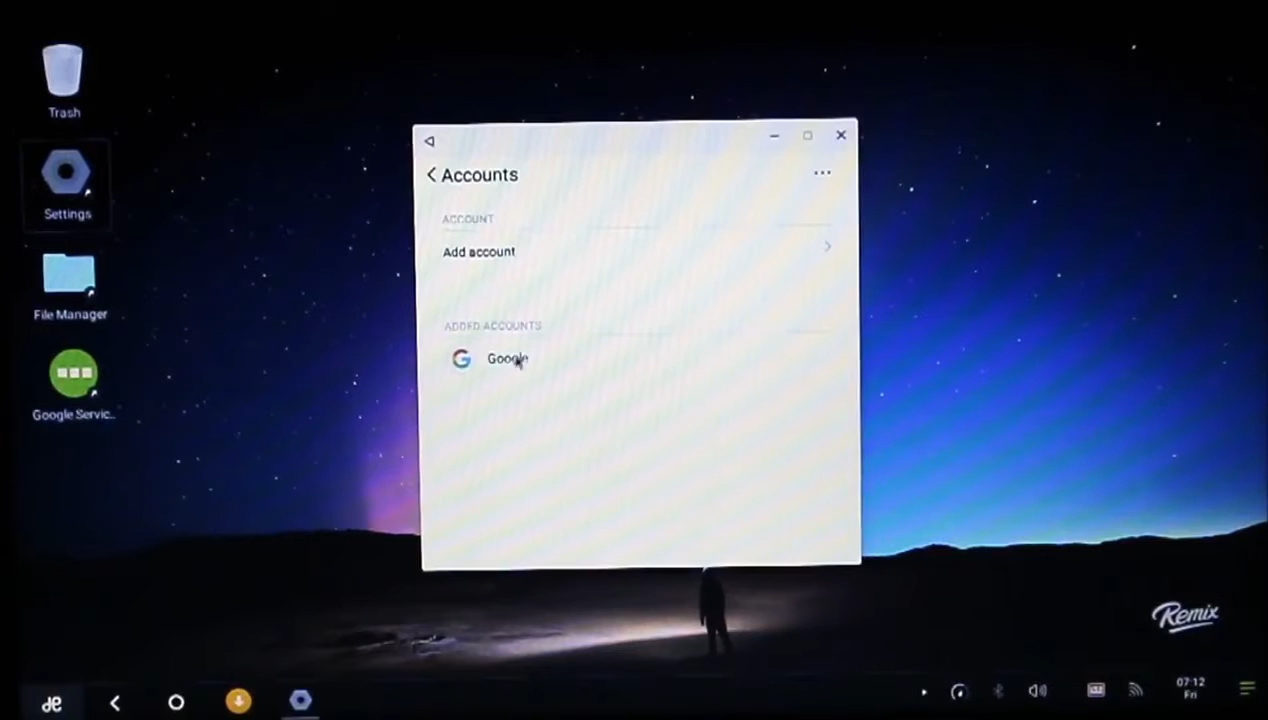 Trash
Settings
File Manager
Google Servic..
Accounts
ACCOUNT
Add account
ADDED ACCOUNTS
Google
Remix
07:12
Fri